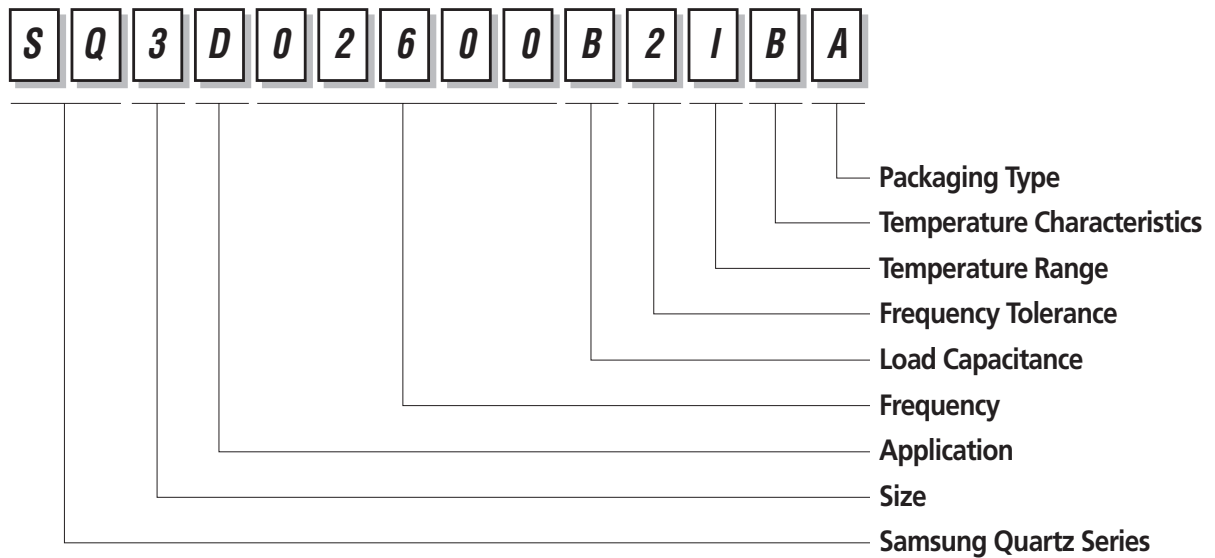 S Q 3 D 0 2 6 0 0 B 2 I B A
Packaging Type
Temperature Characteristics
Temperature Range
Frequency Tolerance
Load Capacitance
Frequency
Application
Size
Samsung Quartz Series